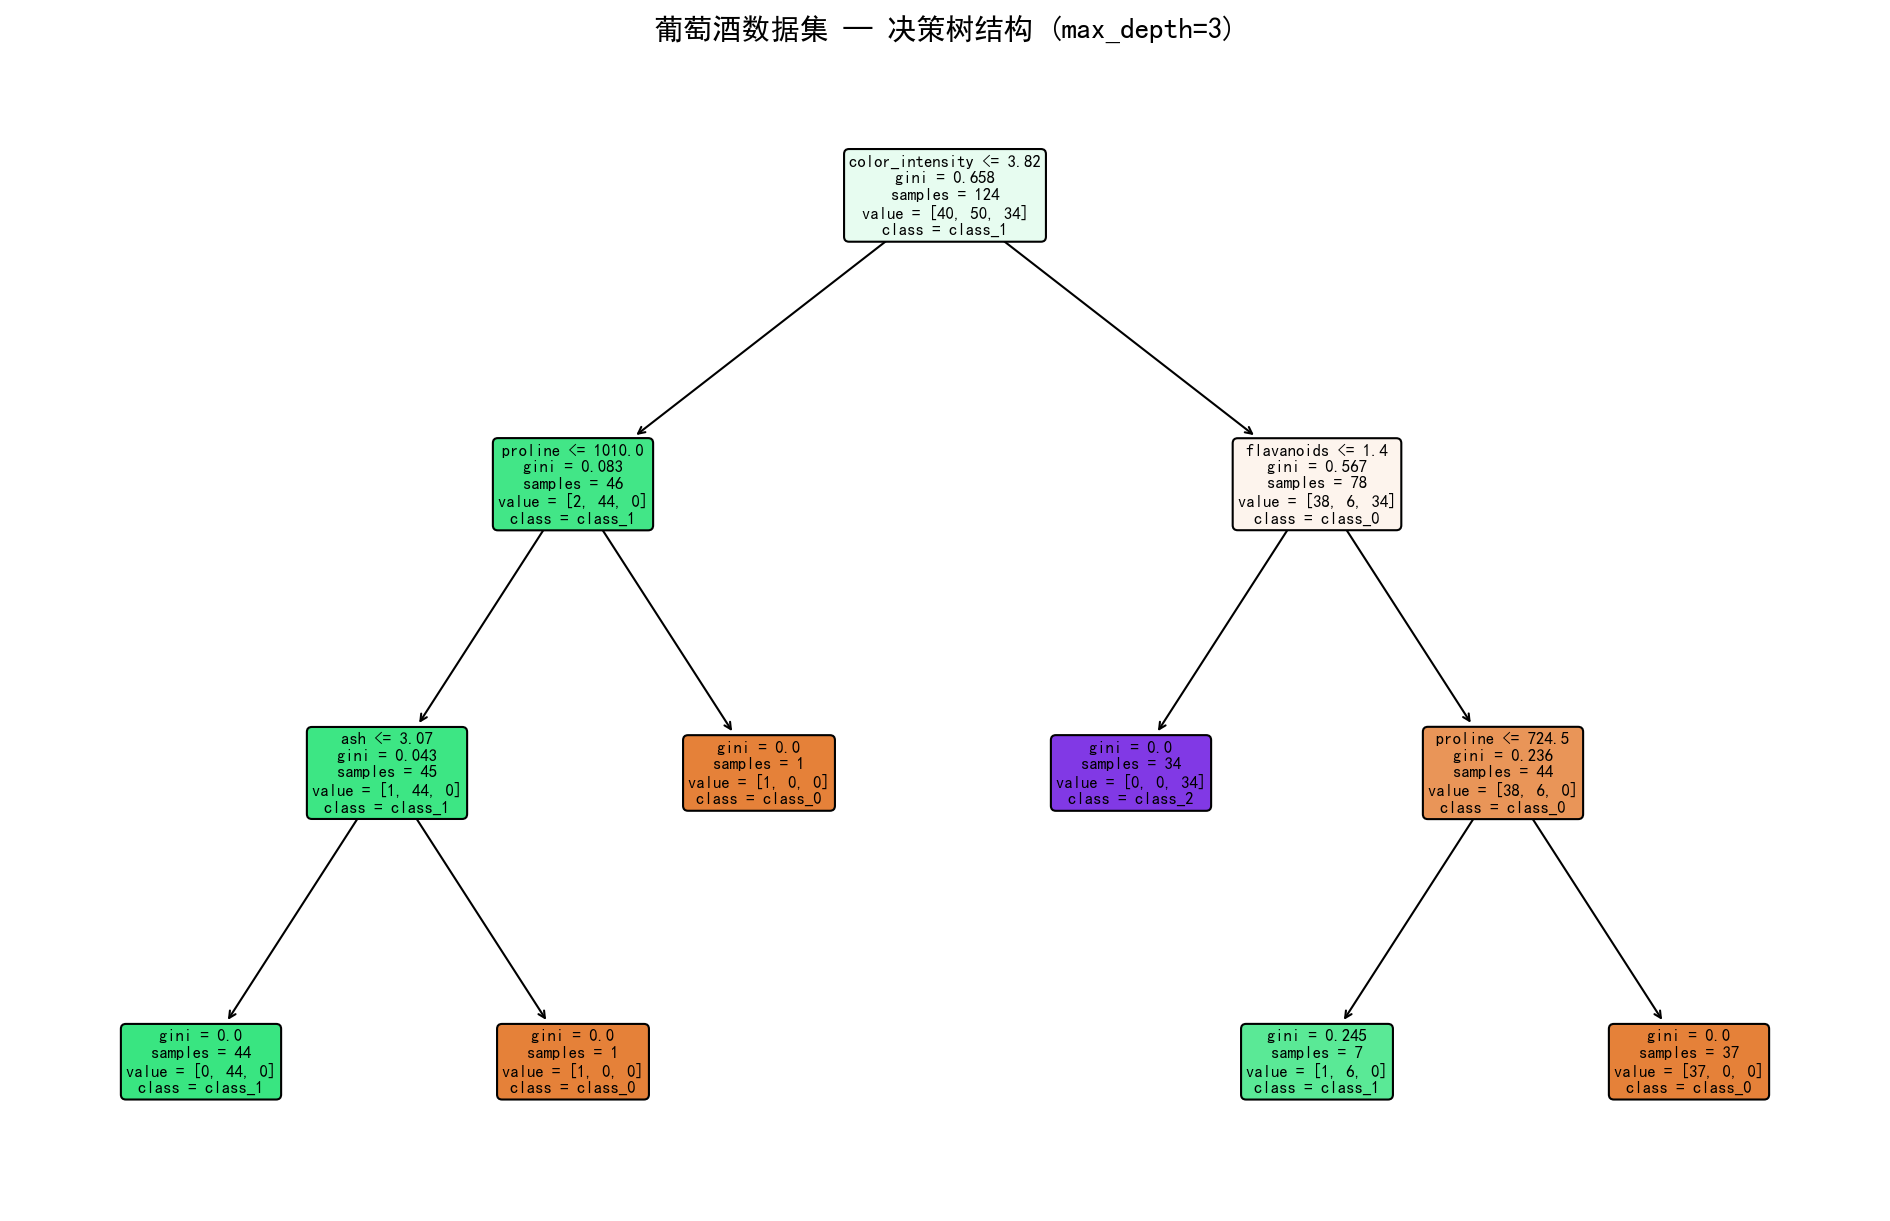 葡萄酒数据集 — 决策树结构 (max_depth=3)
color_intensity <= 3.82
gini = 0.658
samples = 124
value = [40, 50, 34]
class = class_1
proline <= 1010.0
gini = 0.083
samples = 46
value = [2, 44, 0]
class = class_1
flavanoids <= 1.4
gini = 0.567
samples = 78
value = [38, 6, 34]
class = class_0
ash <= 3.07
gini = 0.043
samples = 45
value = [1, 44, 0]
class = class_1
gini = 0.0
samples = 1
value = [1, 0, 0]
class = class_0
gini = 0.0
samples = 34
value = [0, 0, 34]
class = class_2
proline <= 724.5
gini = 0.236
samples = 44
value = [38, 6, 0]
class = class_0
gini = 0.0
samples = 44
value = [0, 44, 0]
class = class_1
gini = 0.0
samples = 1
value = [1, 0, 0]
class = class_0
gini = 0.245
samples = 7
value = [1, 6, 0]
class = class_1
gini = 0.0
samples = 37
value = [37, 0, 0]
class = class_0